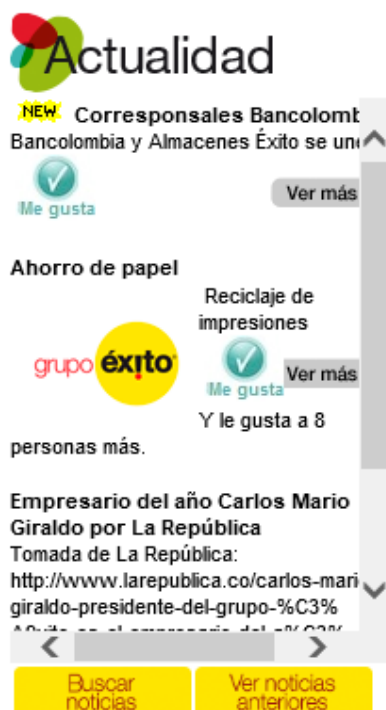 Actualidad
NEW Corresponsales Bancolomb
Bancolombia y Almacenes Éxito se une
Me gusta
Ver más
Ahorro de papel
Reciclaje de
impresiones
grupo éxito
Me gusta
Ver más
Y le gusta a 8
personas más.
Empresario del año Carlos Mario
Giraldo por La República
Tomada de La República:
http://www.larepublica.co/carlos-mari
giraldo-presidente-del-grupo-%C3%
Buscar
noticias
Ver noticias
anteriores